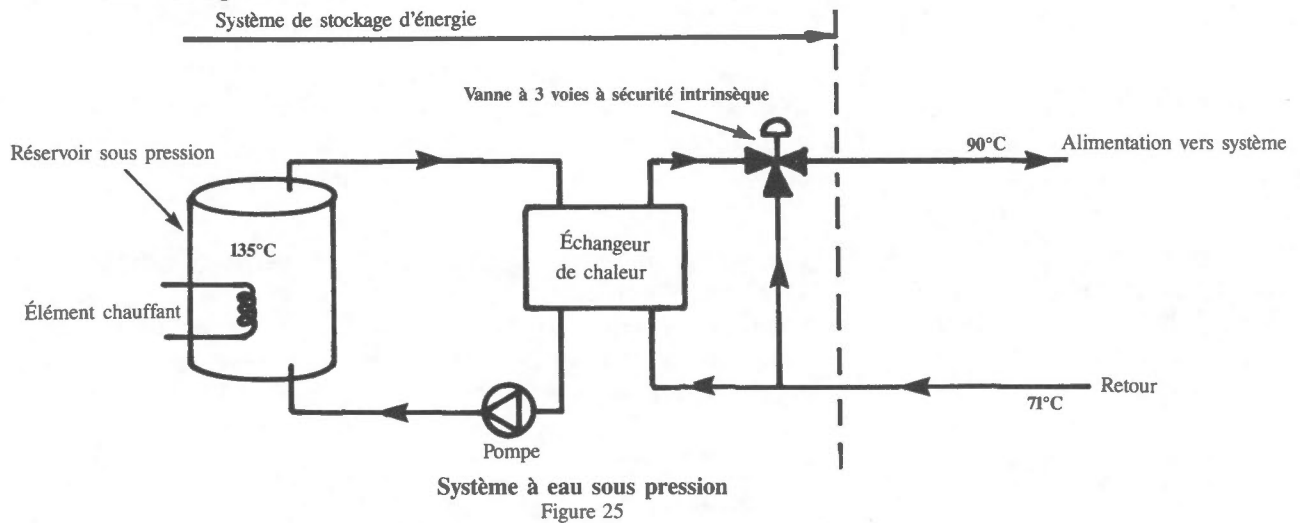 Système de stockage d'énergie
Vanne à 3 voies à sécurité intrinsèque
Réservoir sous pression
90°C
Alimentation vers système
135°C
Échangeur
de chaleur
Élément chauffant
Retour
71°C
Pompe
Système à eau sous pression
Figure 25